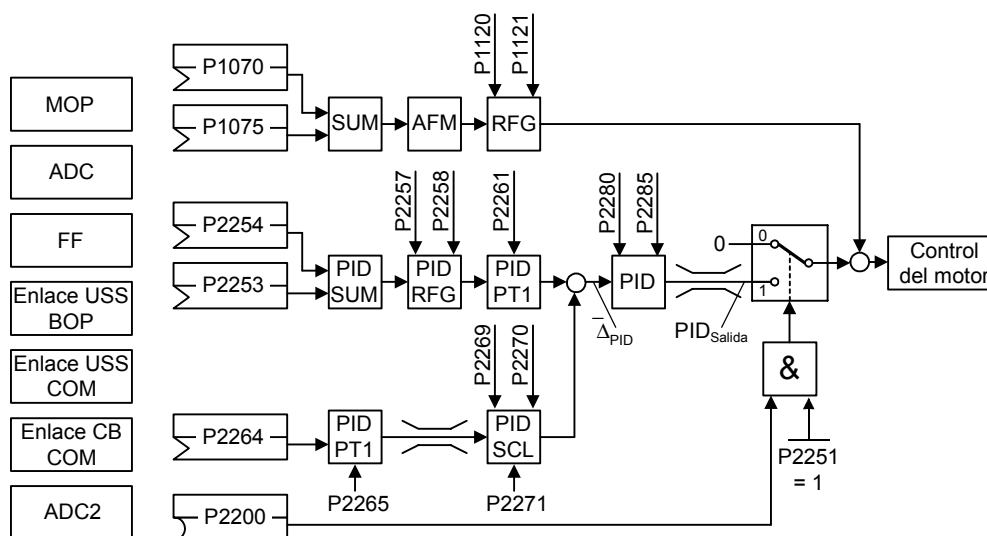 MOP
ADC
FF
Enlace USS
BOP
Enlace USS
COM
Enlace CB
COM
ADC2
P1070
P1075
SUM
AFM
RFG
P1120
P1121
P2254
P2253
PID
SUM
P2257
P2258
PID
RFG
P2261
PID
PT1
Δ̅PID
P2280
P2285
PID
PIDSalida
0
0
1
Control
del motor
&
P2251
= 1
P2264
PID
PT1
P2265
P2269
P2270
PID
SCL
P2271
P2200